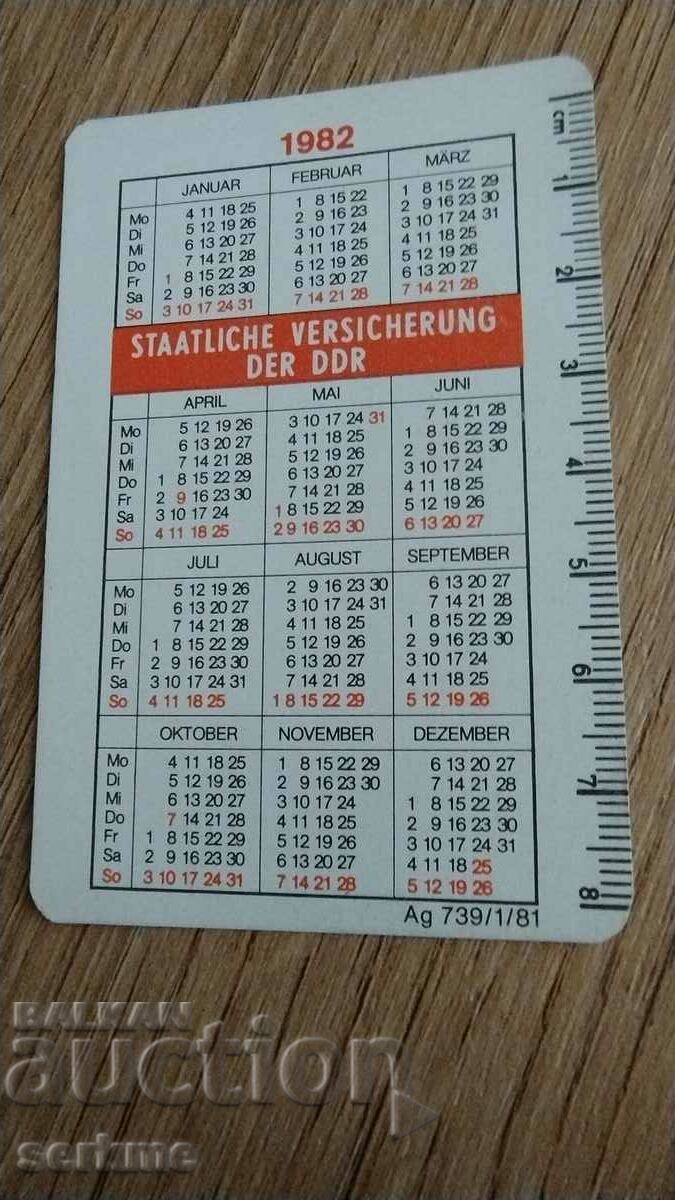 1982
JANUAR FEBRUAR MÄRZ
Mo 4 11 18 25 1 8 15 22 1 8 15 22 29
Di 5 12 19 26 2 9 16 23 2 9 16 23 30
Mi 6 13 20 27 3 10 17 24 3 10 17 24 31
Do 7 14 21 28 4 11 18 25 4 11 18 25
Fr 1 8 15 22 29 5 12 19 26 5 12 19 26
Sa 2 9 16 23 30 6 13 20 27 6 13 20 27
So 3 10 17 24 31 7 14 21 28 7 14 21 28
STAATLICHE VERSICHERUNG
DER DDR
APRIL MAI JUNI
Mo 5 12 19 26 3 10 17 24 31 7 14 21 28
Di 6 13 20 27 4 11 18 25 1 8 15 22 29
Mi 7 14 21 28 5 12 19 26 2 9 16 23 30
Do 1 8 15 22 29 6 13 20 27 3 10 17 24
Fr 2 9 16 23 30 7 14 21 28 4 11 18 25
Sa 3 10 17 24 1 8 15 22 29 5 12 19 26
So 4 11 18 25 2 9 16 23 30 6 13 20 27
JULI AUGUST SEPTEMBER
Mo 5 12 19 26 2 9 16 23 30 6 13 20 27
Di 6 13 20 27 3 10 17 24 31 7 14 21 28
Mi 7 14 21 28 4 11 18 25 1 8 15 22 29
Do 1 8 15 22 29 5 12 19 26 2 9 16 23 30
Fr 2 9 16 23 30 6 13 20 27 3 10 17 24
Sa 3 10 17 24 31 7 14 21 28 4 11 18 25
So 4 11 18 25 1 8 15 22 29 5 12 19 26
OKTOBER NOVEMBER DEZEMBER
Mo 4 11 18 25 1 8 15 22 29 6 13 20 27
Di 5 12 19 26 2 9 16 23 30 7 14 21 28
Mi 6 13 20 27 3 10 17 24 1 8 15 22 29
Do 7 14 21 28 4 11 18 25 2 9 16 23 30
Fr 1 8 15 22 29 5 12 19 26 3 10 17 24 31
Sa 2 9 16 23 30 6 13 20 27 4 11 18 25
So 3 10 17 24 31 7 14 21 28 5 12 19 26
Ag 739/1/81
cm 1 2 3 4 5 6 7 8
BALKAN
auction
serkme